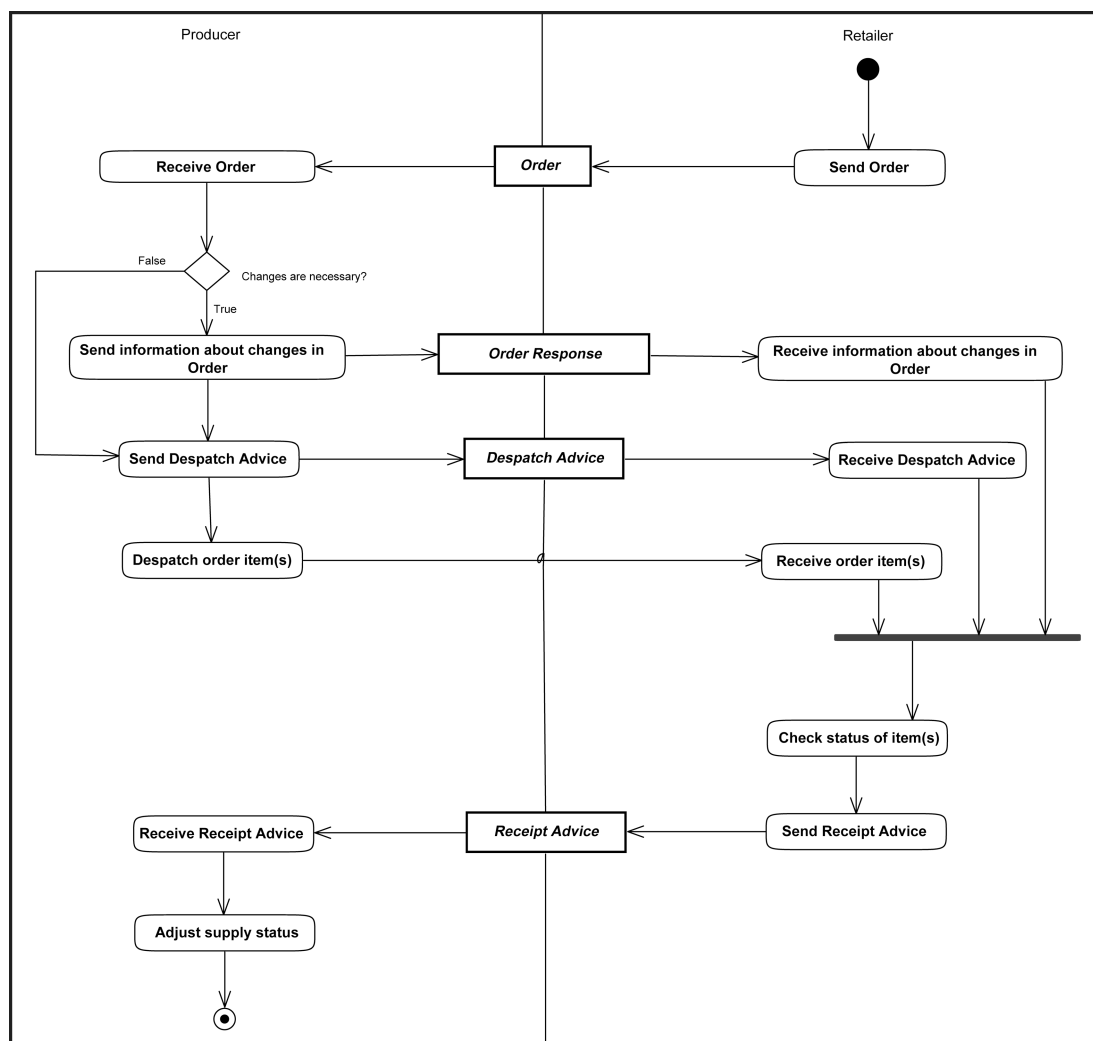 Producer
Retailer
Receive Order
Order
Send Order
False
Changes are necessary?
True
Send information about changes in
Order
Order Response
Receive information about changes in
Order
Send Despatch Advice
Despatch Advice
Receive Despatch Advice
Despatch order item(s)
Receive order item(s)
Check status of item(s)
Receive Receipt Advice
Receipt Advice
Send Receipt Advice
Adjust supply status